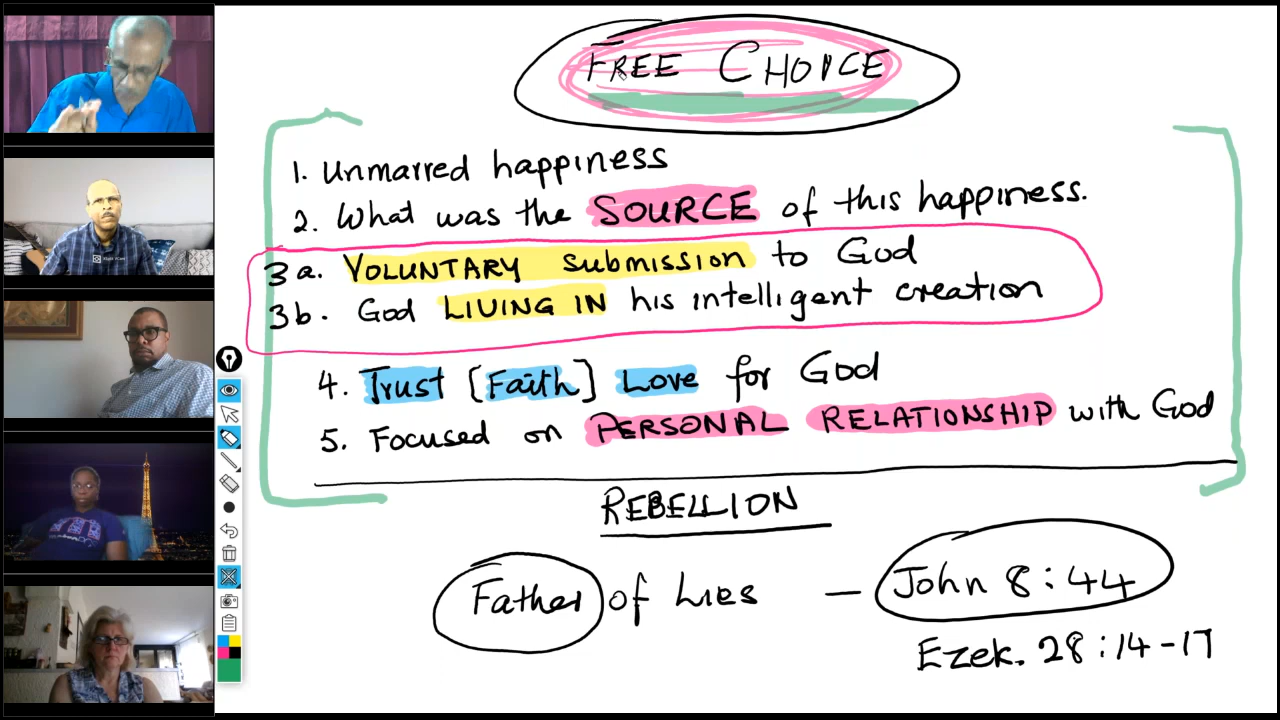 FREE CHOICE
1. Unmarred happiness
2. What was the SOURCE of this happiness.
3a. VOLUNTARY submission to God
3b. God LIVING IN his intelligent creation
4. Trust [Faith] Love for God
5. Focused on PERSONAL RELATIONSHIP with God
REBELLION
Father of Lies – John 8:44
Ezek. 28:14-17